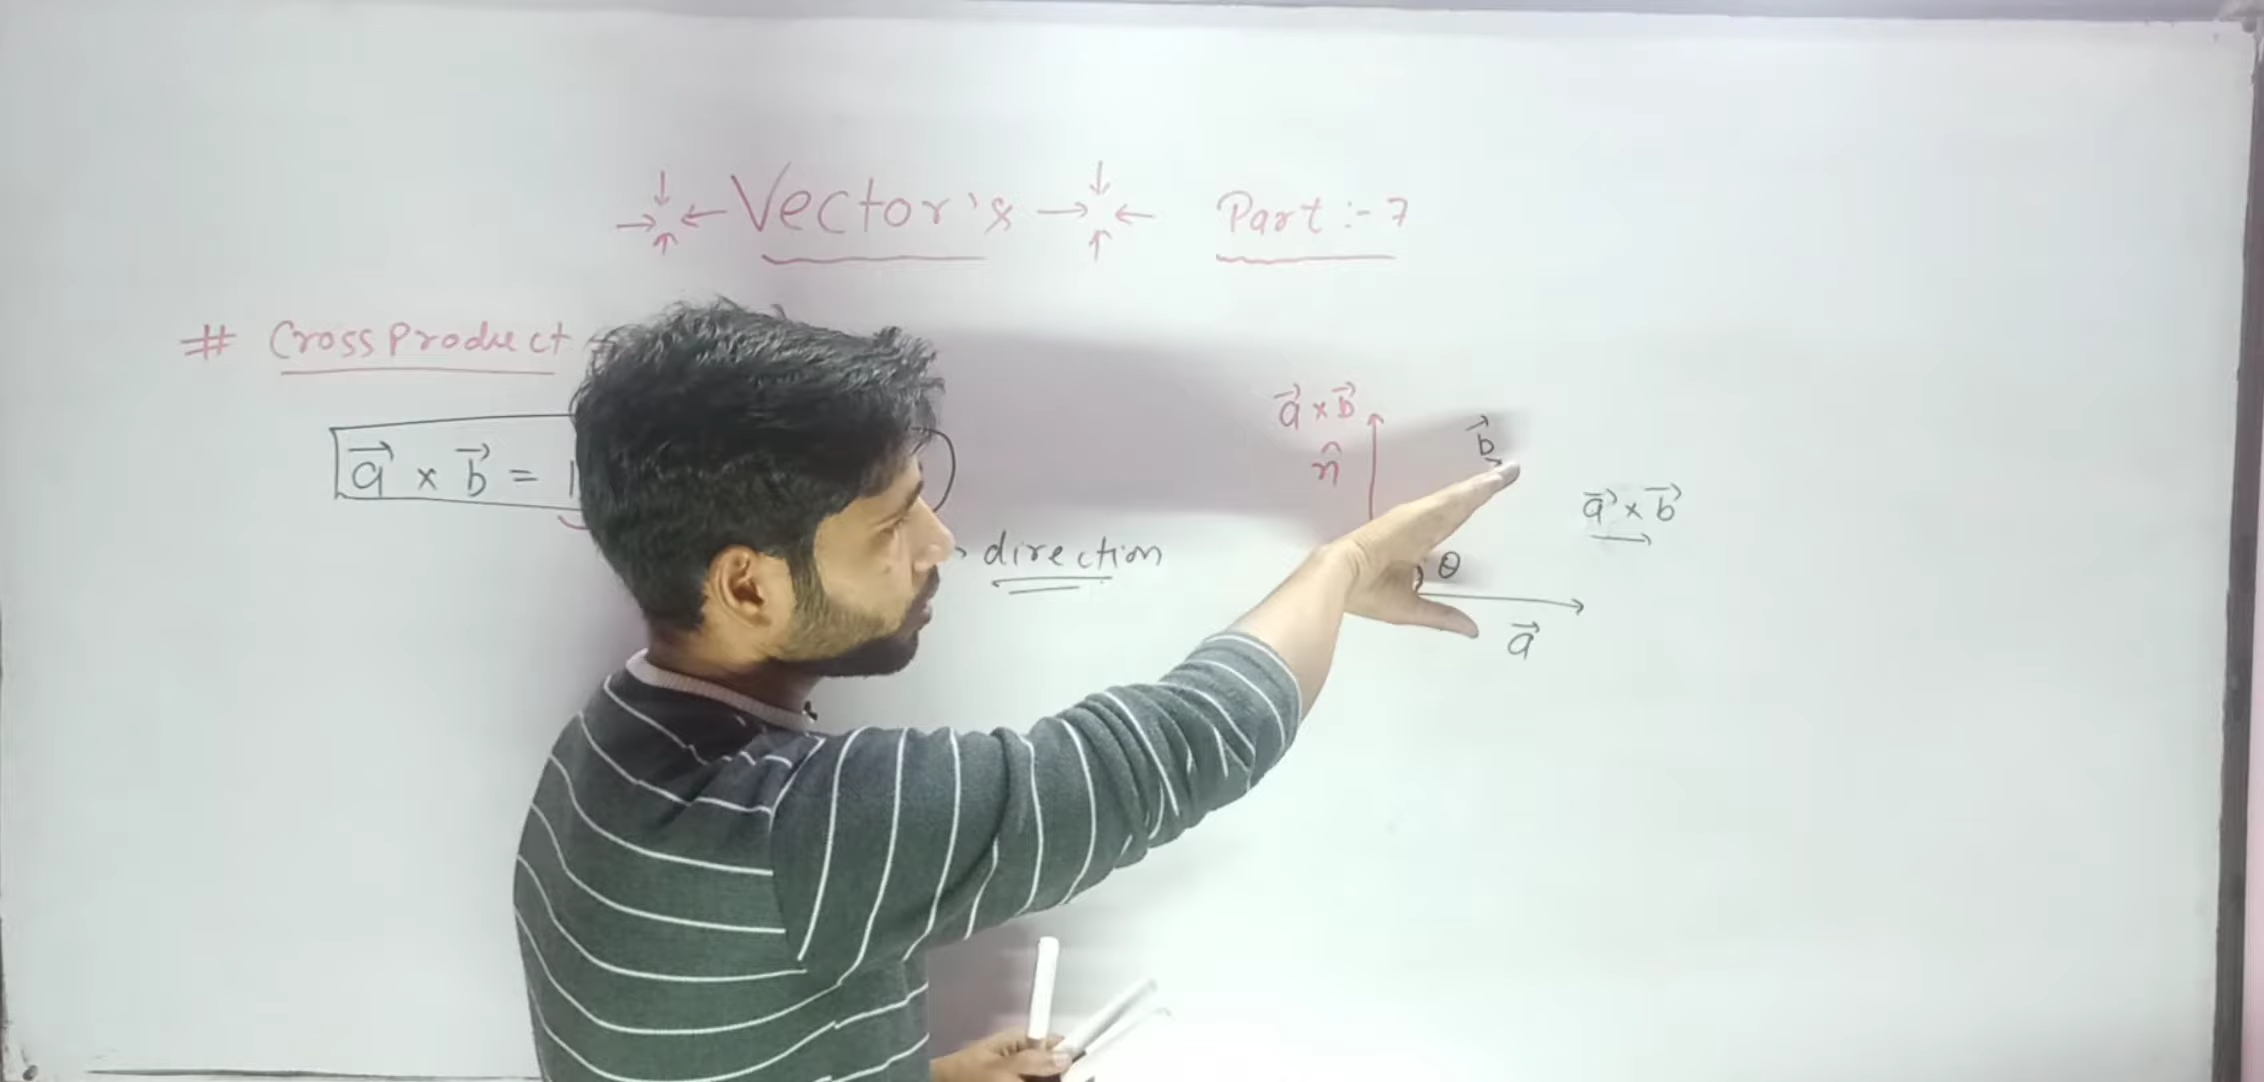 Vector's Part :- 7
# Cross Product
a⃗ × b⃗ =
direction
a⃗ × b⃗
n̂
b⃗
a⃗ × b⃗
θ
a⃗